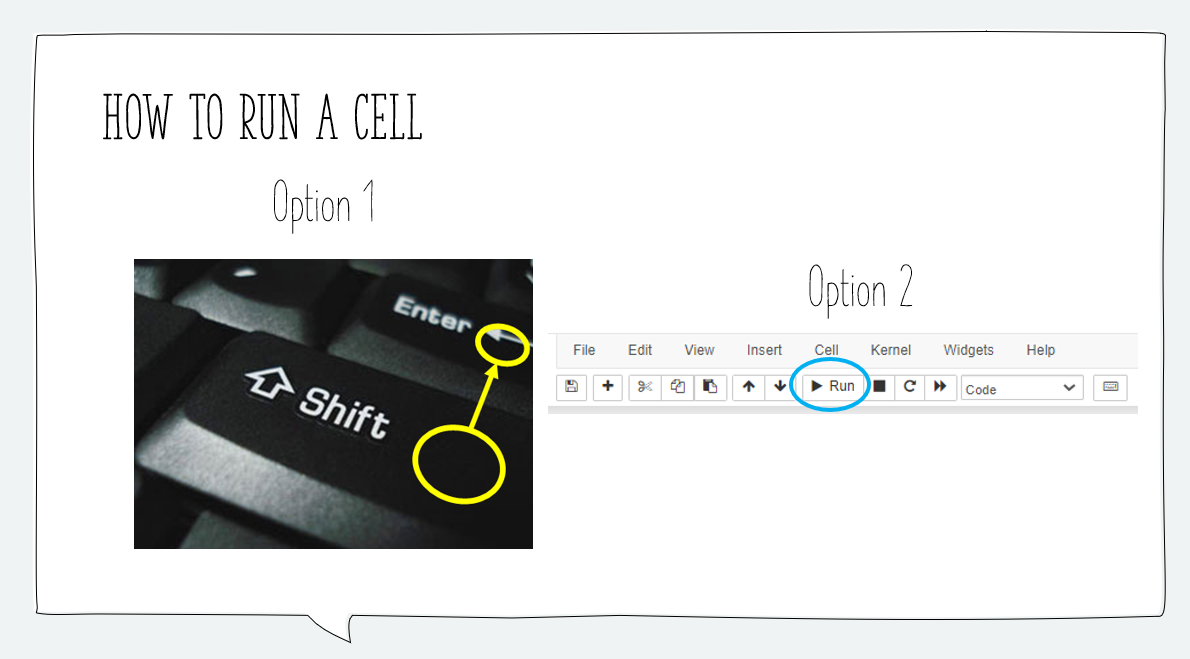 HOW TO RUN A CELL
Option 1
Enter
Shift
Option 2
File Edit View Insert Cell Kernel Widgets Help
Run Code